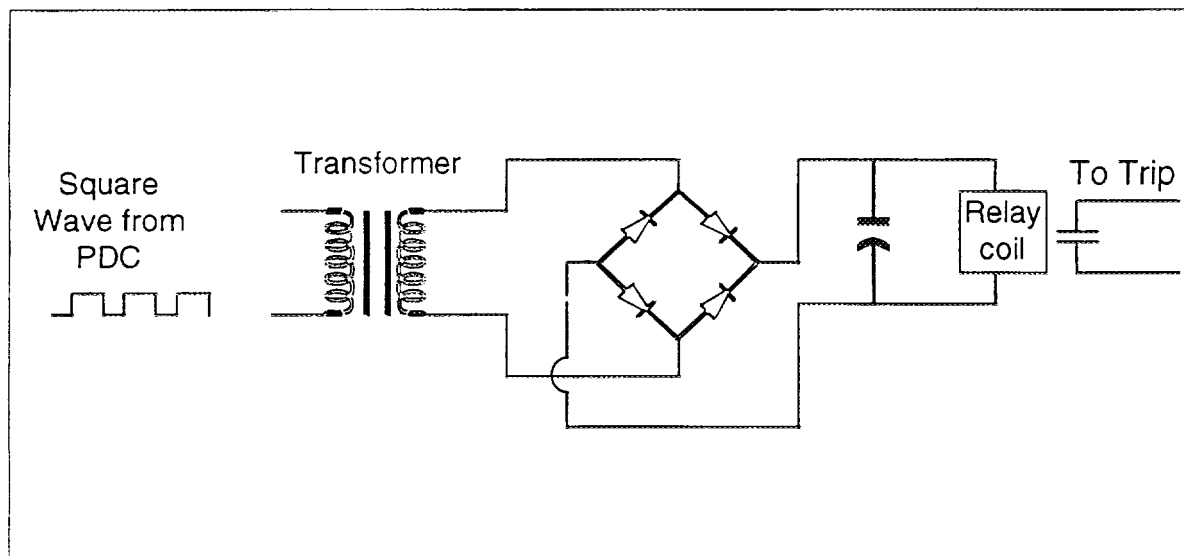 Square
Wave from
PDC
Transformer
Relay
coil
To Trip